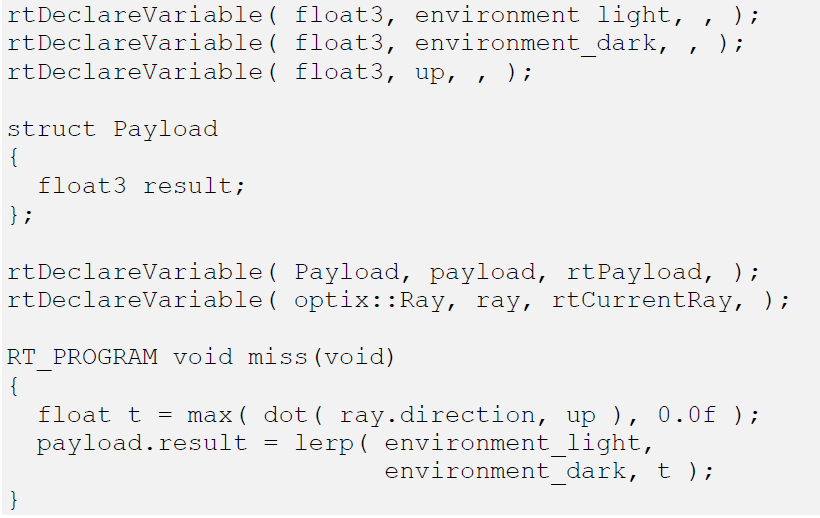 rtDeclareVariable( float3, environment light, , );
rtDeclareVariable( float3, environment_dark, , );
rtDeclareVariable( float3, up, , );
struct Payload
{
  float3 result;
};
rtDeclareVariable( Payload, payload, rtPayload, );
rtDeclareVariable( optix::Ray, ray, rtCurrentRay, );
RT_PROGRAM void miss(void)
{
  float t = max( dot( ray.direction, up ), 0.0f );
  payload.result = lerp( environment_light,
                         environment_dark, t );
}